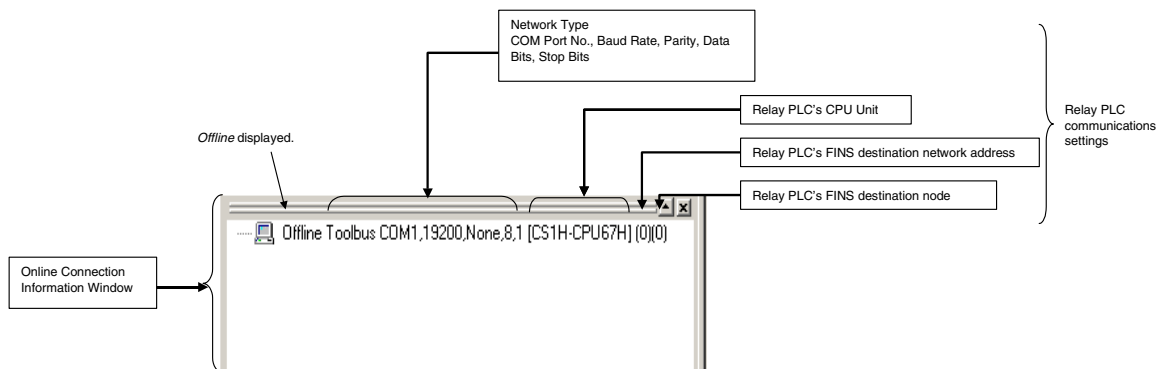 Network Type
COM Port No., Baud Rate, Parity, Data
Bits, Stop Bits
Relay PLC's CPU Unit
Relay PLC
communications
settings
Offline displayed.
Relay PLC's FINS destination network address
Relay PLC's FINS destination node
Offline Toolbus COM1,19200,None,8,1 [CS1H-CPU67H] (0)(0)
Online Connection
Information Window